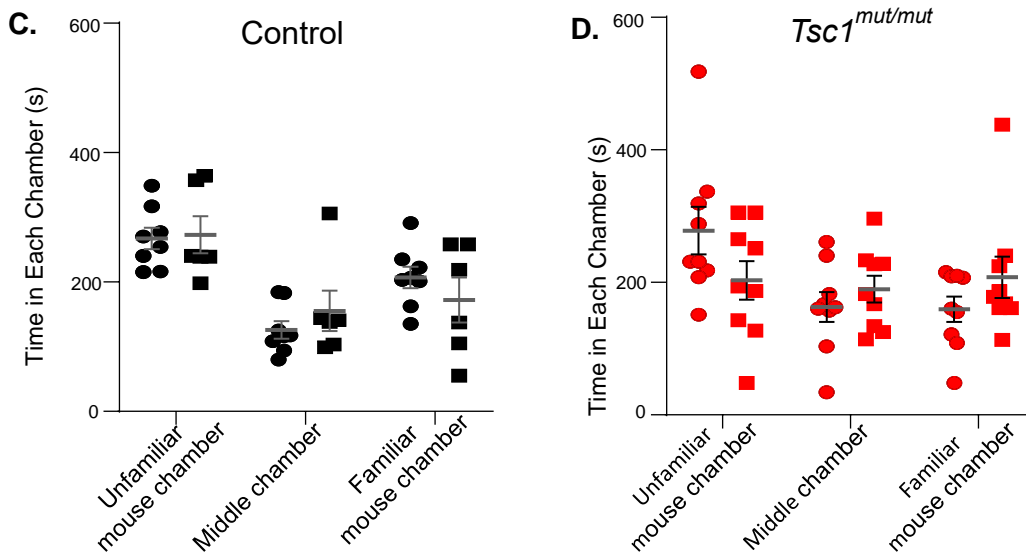 C.
Control
Time in Each Chamber (s)
600
400
200
0
Unfamiliar
mouse chamber
Middle chamber
Familiar
mouse chamber
D.
Tsc1mut/mut
Time in Each Chamber (s)
600
400
200
0
Unfamiliar
mouse chamber
Middle chamber
Familiar
mouse chamber